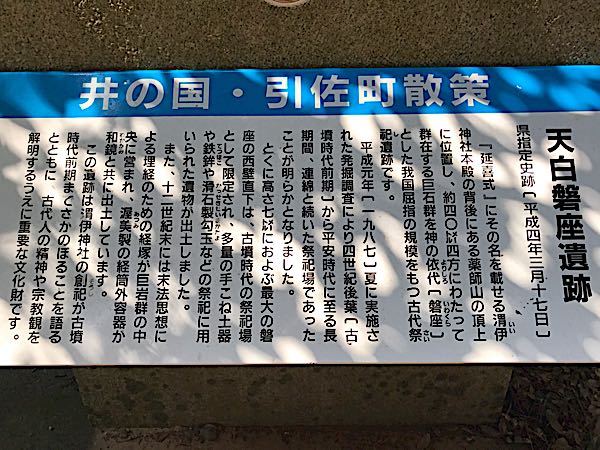 井の国・引佐町散策
天白磐座遺跡
県指定史跡〔平成四年三月十七日〕
「延喜式」にその名を載せる渭伊
神社本殿の背後にある薬師山の頂上
に位置し、約四〇㍍四方にわたって
群在する巨石群を神の依代〔磐座〕
とした我国屈指の規模をもつ古代祭
祀遺跡です。
平成元年〔一九八七〕夏に実施さ
れた発掘調査により四世紀後葉〔古
墳時代前期〕から平安時代に至る長
期間、連綿と続いた祭祀場であった
ことが明らかとなりました。
とくに高さ七㍍におよぶ最大の磐
座の西壁直下は、古墳時代の祭祀場
として限定され、多量の手づくね土器
や鉄鉾や滑石製勾玉などの祭祀に用
いられた遺物が出土しました。
また、十二世紀末には末法思想に
よる埋経のための経塚が巨岩群の中
央に営まれ、渥美製の経筒外容器が
和鏡と共に出土しています。
この遺跡は渭伊神社の創祀が古墳
時代前期までさかのぼることを語る
とともに、古代人の精神や宗教観を
解明するうえに重要な文化財です。